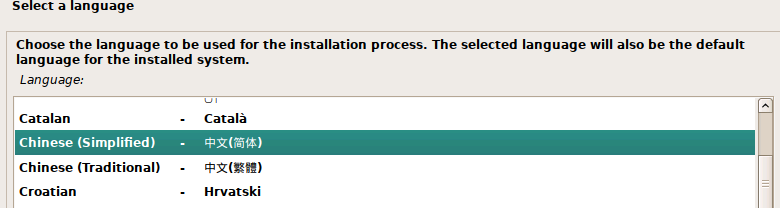 Select a language
Choose the language to be used for the installation process. The selected language will also be the default
language for the installed system.
Language:
Catalan - Català
Chinese (Simplified) - 中文(简体)
Chinese (Traditional) - 中文(繁體)
Croatian - Hrvatski